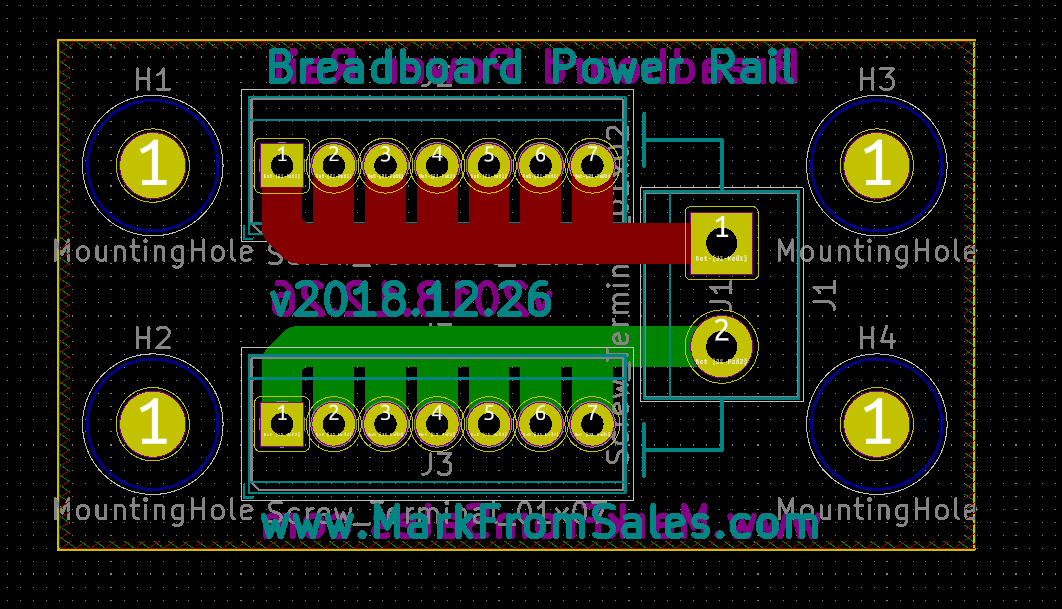 Breadboard Power Rail
H1
H3
J2
1 2 3 4 5 6 7
1
1
1
MountingHole
MountingHole
v2018.12.26
J1
J1
2
H2
H4
1 2 3 4 5 6 7
1
1
J3
MountingHole
Screw_Terminal_01x07
MountingHole
www.MarkFromSales.com